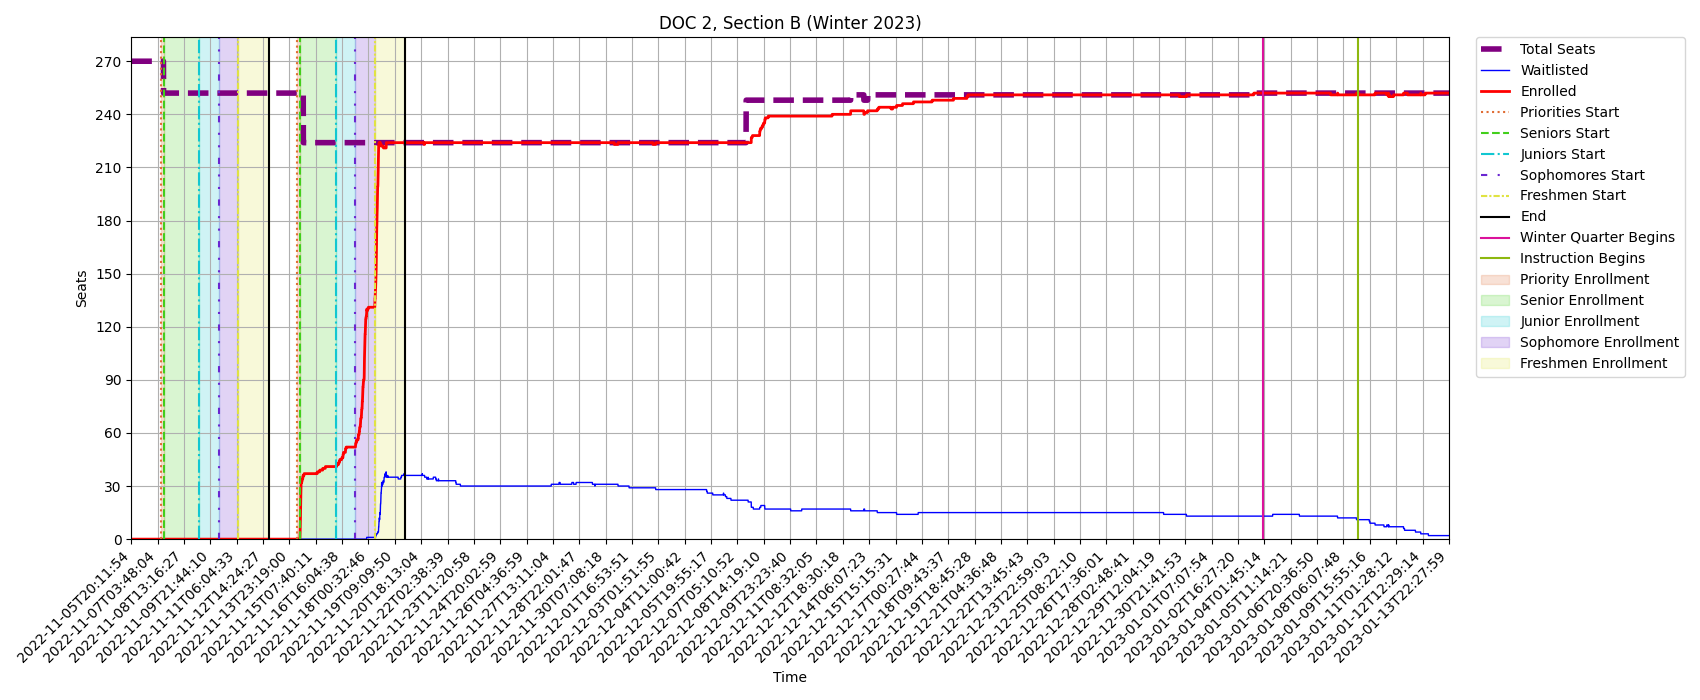 DOC 2, Section B (Winter 2023)
Seats
270
240
210
180
150
120
90
60
30
0
2022-11-05T20:11:54
2022-11-07T03:48:04
2022-11-08T13:16:27
2022-11-09T21:44:10
2022-11-11T06:04:33
2022-11-12T14:24:27
2022-11-13T23:19:00
2022-11-15T07:40:11
2022-11-16T16:04:38
2022-11-18T00:32:46
2022-11-19T09:09:50
2022-11-20T18:13:04
2022-11-22T02:38:39
2022-11-23T11:20:58
2022-11-24T20:02:59
2022-11-26T04:36:59
2022-11-27T13:11:04
2022-11-28T22:01:47
2022-11-30T07:08:18
2022-12-01T16:53:51
2022-12-03T01:51:55
2022-12-04T11:00:42
2022-12-05T19:55:17
2022-12-07T05:10:52
2022-12-08T14:19:10
2022-12-09T23:23:40
2022-12-11T08:32:05
2022-12-12T18:30:18
2022-12-14T06:07:23
2022-12-15T15:15:31
2022-12-17T00:27:44
2022-12-18T09:43:37
2022-12-19T18:45:28
2022-12-21T04:36:48
2022-12-22T13:45:43
2022-12-23T22:59:03
2022-12-25T08:22:10
2022-12-26T17:36:01
2022-12-28T02:48:41
2022-12-29T12:04:19
2022-12-30T21:41:53
2023-01-01T07:07:54
2023-01-02T16:27:20
2023-01-04T01:45:14
2023-01-05T11:14:21
2023-01-06T20:36:50
2023-01-08T06:07:48
2023-01-09T15:55:16
2023-01-11T01:28:12
2023-01-12T12:29:14
2023-01-13T22:27:59
Time
Total Seats
Waitlisted
Enrolled
Priorities Start
Seniors Start
Juniors Start
Sophomores Start
Freshmen Start
End
Winter Quarter Begins
Instruction Begins
Priority Enrollment
Senior Enrollment
Junior Enrollment
Sophomore Enrollment
Freshmen Enrollment